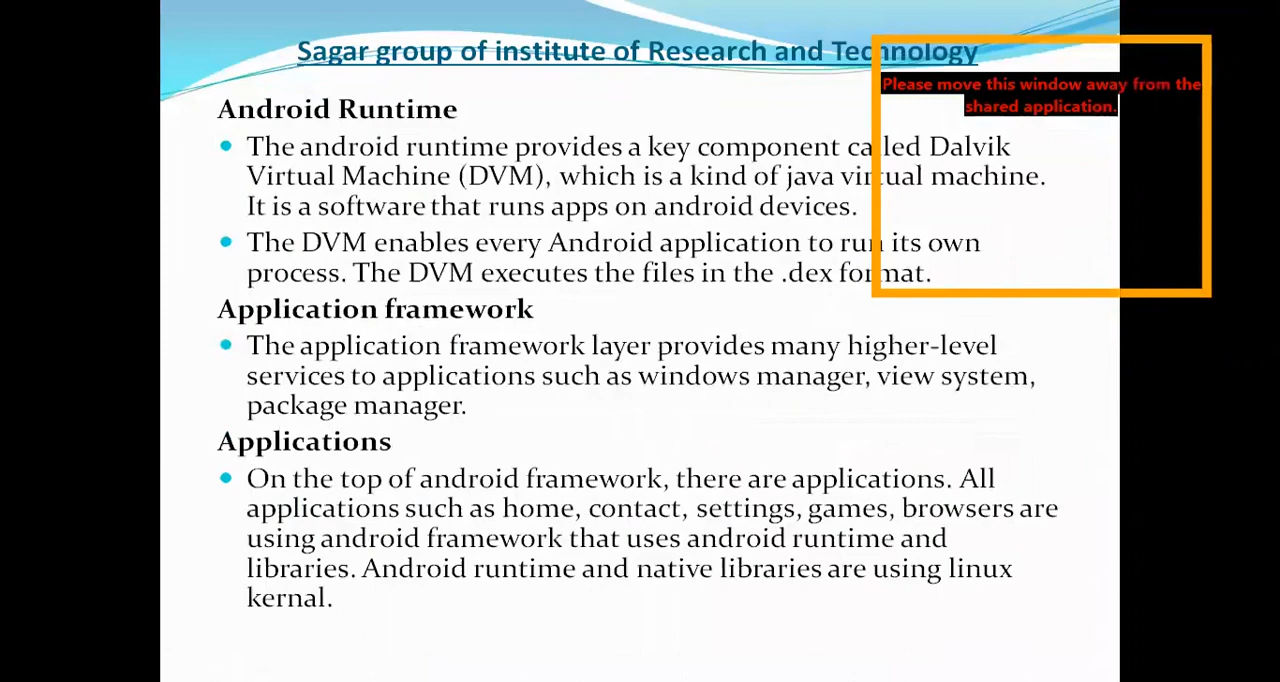 Sagar group of institute of Research and Technology
Please move this window away from the
shared application.
Android Runtime
The android runtime provides a key component called Dalvik
Virtual Machine (DVM), which is a kind of java virtual machine.
It is a software that runs apps on android devices.
The DVM enables every Android application to run its own
process. The DVM executes the files in the .dex format.
Application framework
The application framework layer provides many higher-level
services to applications such as windows manager, view system,
package manager.
Applications
On the top of android framework, there are applications. All
applications such as home, contact, settings, games, browsers are
using android framework that uses android runtime and
libraries. Android runtime and native libraries are using linux
kernal.